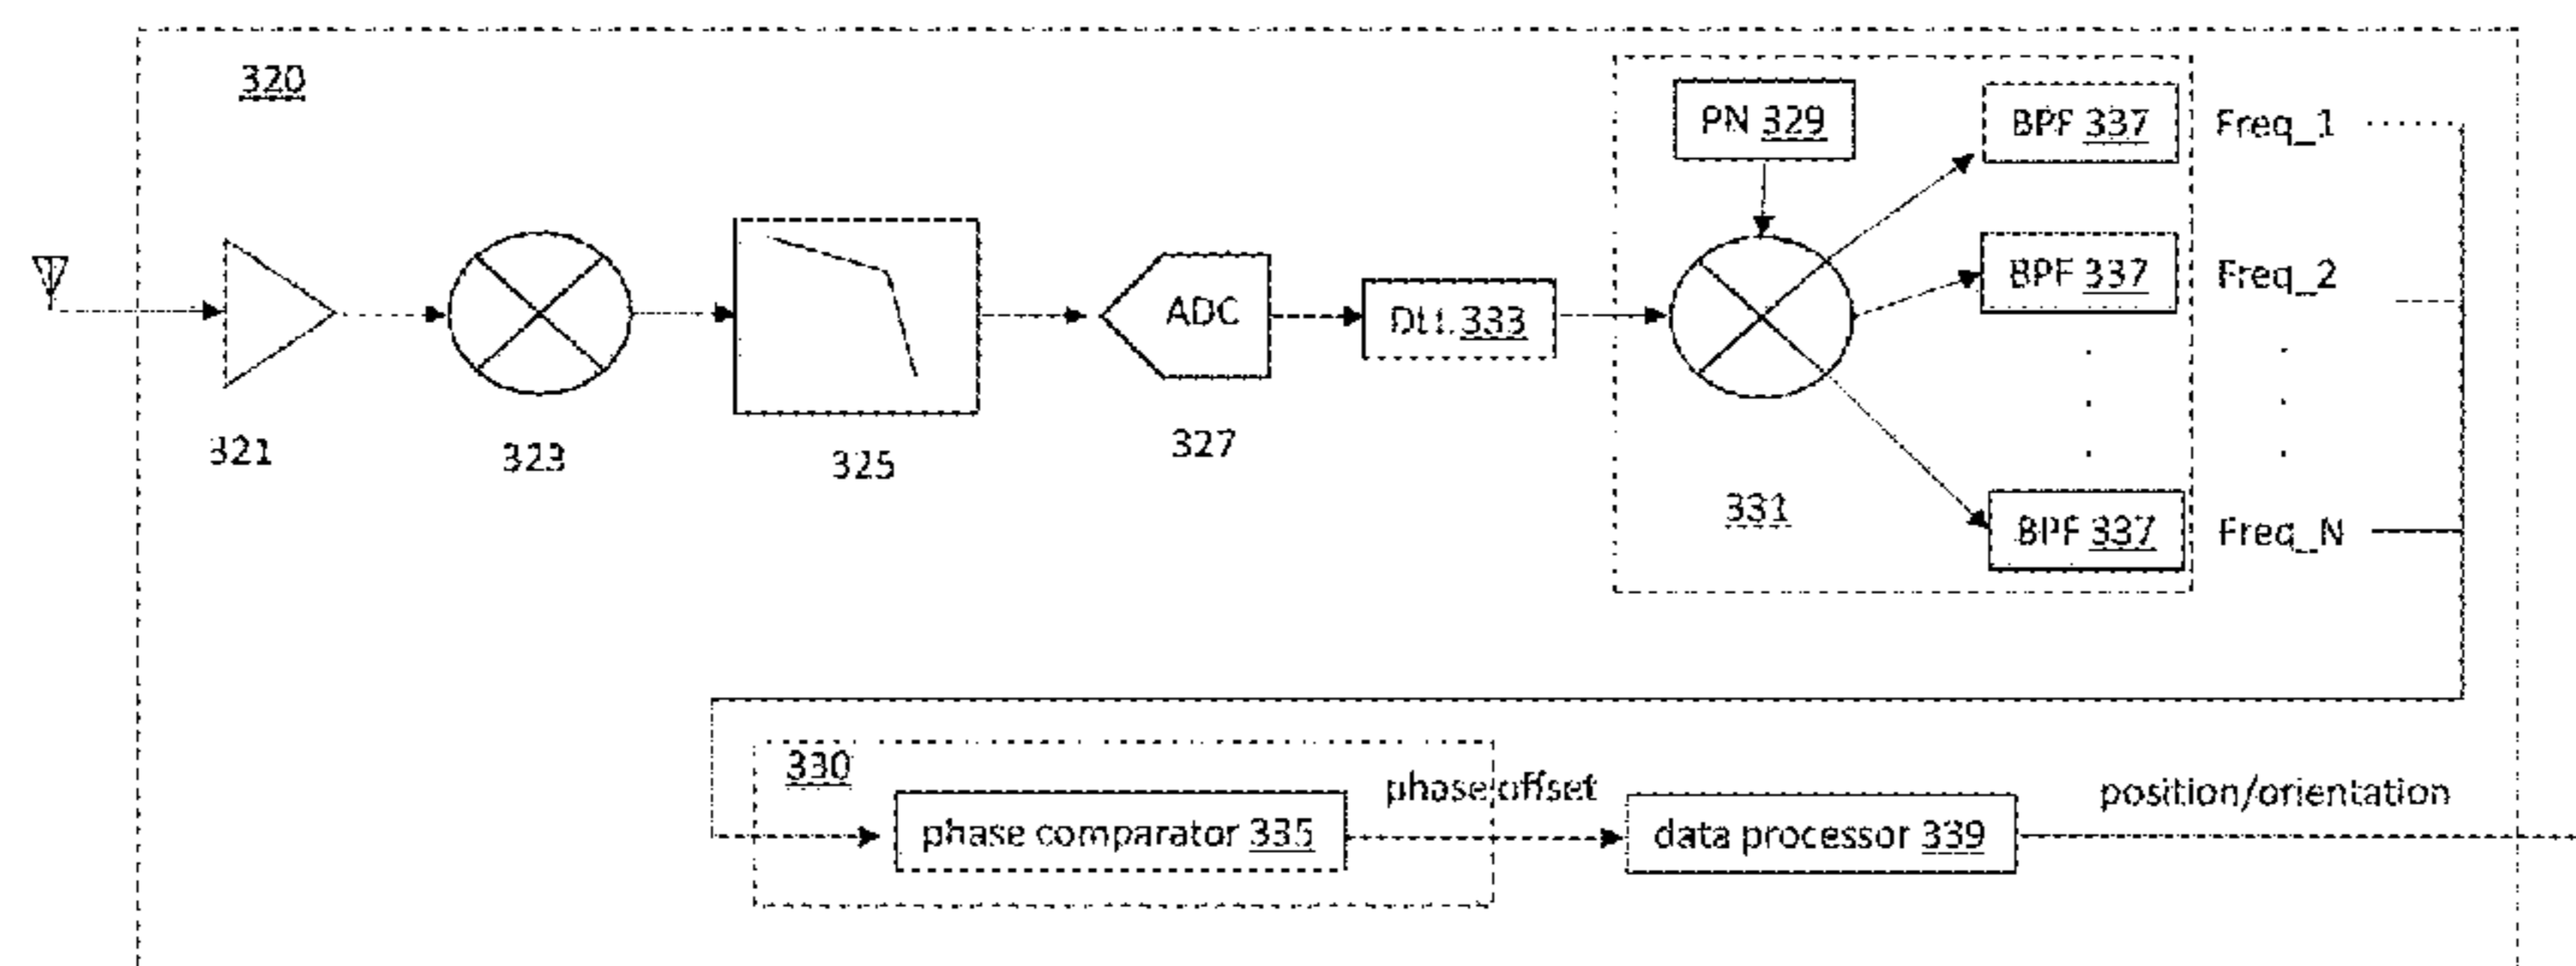 320
PN 329
BPF 337
Freq_1
BPF 337
Freq_2
ADC
DLL 333
321
323
325
327
331
BPF 337
Freq_N
330
phase offset
position/orientation
phase comparator 335
data processor 339